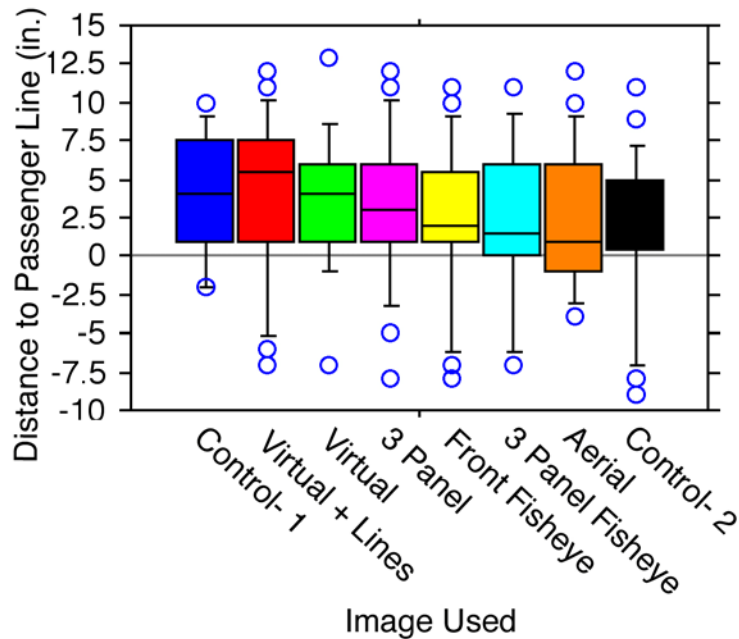 Distance to Passenger Line (in.)
15
12.5
10
7.5
5
2.5
0
-2.5
-5
-7.5
-10
Control- 1
Virtual + Lines
Virtual
3 Panel
Front Fisheye
3 Panel Fisheye
Aerial
Control- 2
Image Used